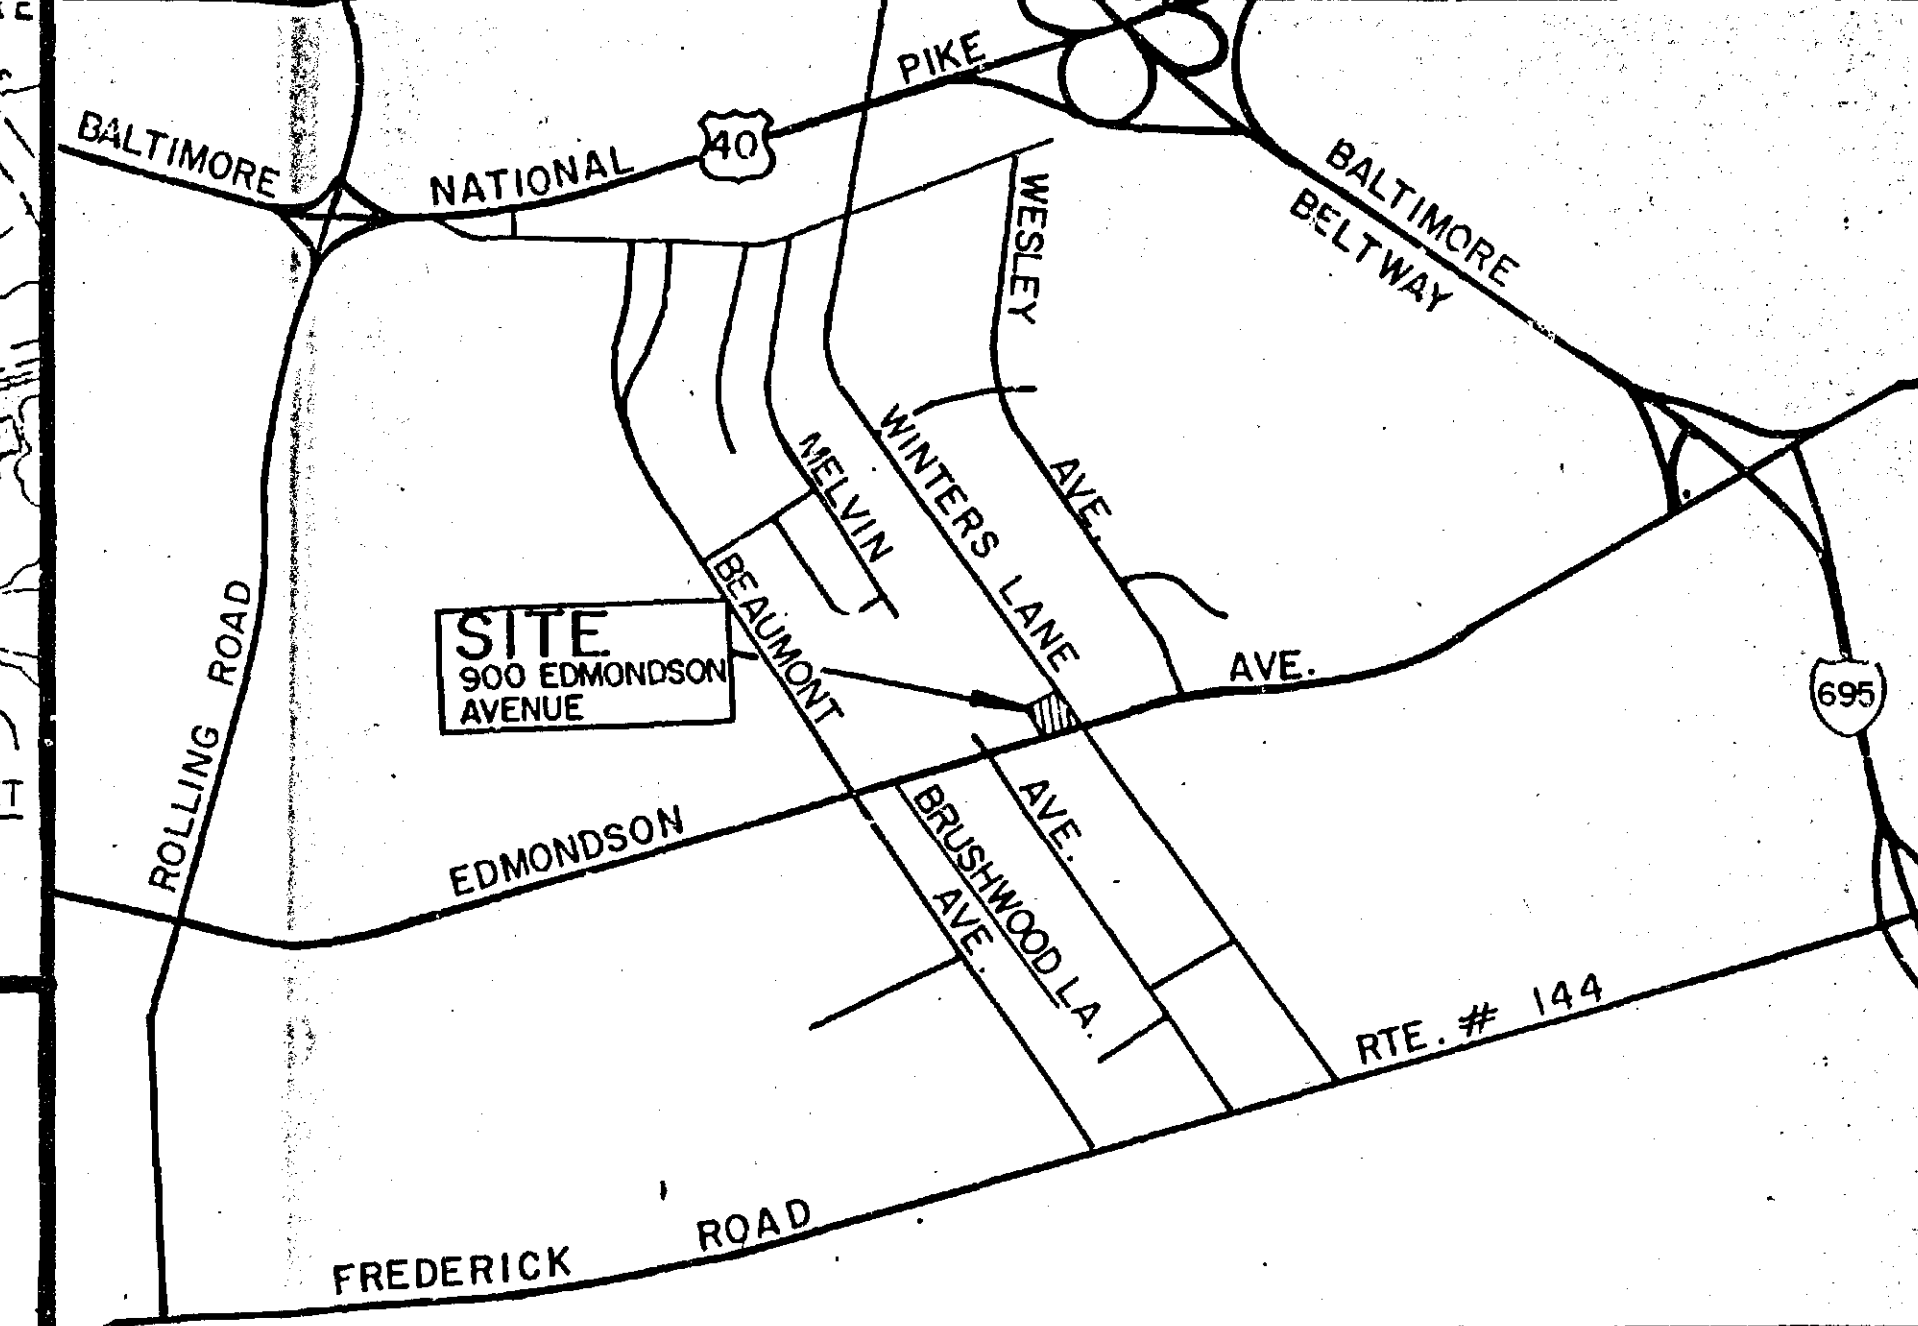 PIKE
BALTIMORE
40
NATIONAL
BALTIMORE
BELTWAY
WESLEY
MELVIN
WINTERS LANE
AVE.
ROLLING ROAD
BEAUMONT
SITE
900 EDMONDSON
AVENUE
AVE.
695
EDMONDSON
BRUSHWOOD LA.
AVE.
AVE.
RTE. # 144
FREDERICK ROAD